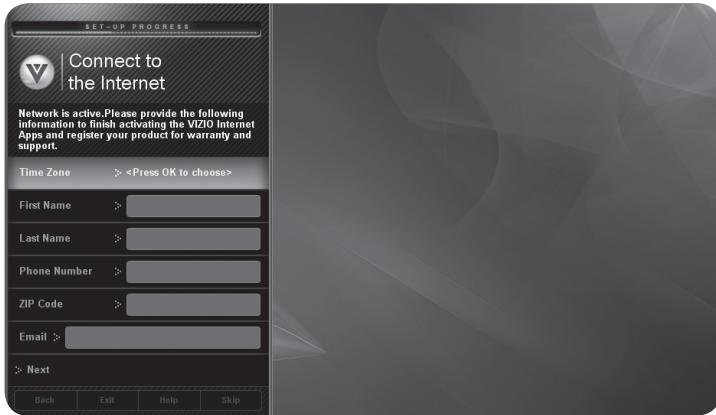 SET-UP PROGRESS
V
Connect to
the Internet
Network is active.Please provide the following
information to finish activating the VIZIO Internet
Apps and register your product for warranty and
support.
Time Zone <Press OK to choose>
First Name
Last Name
Phone Number
ZIP Code
Email
Next
Back Exit Help Skip